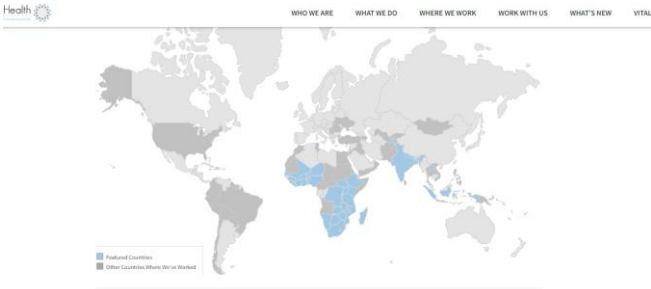 Health
WHO WE ARE WHAT WE DO WHERE WE WORK WORK WITH US WHAT'S NEW VITAL
Featured Countries
Other Countries Where We've Worked